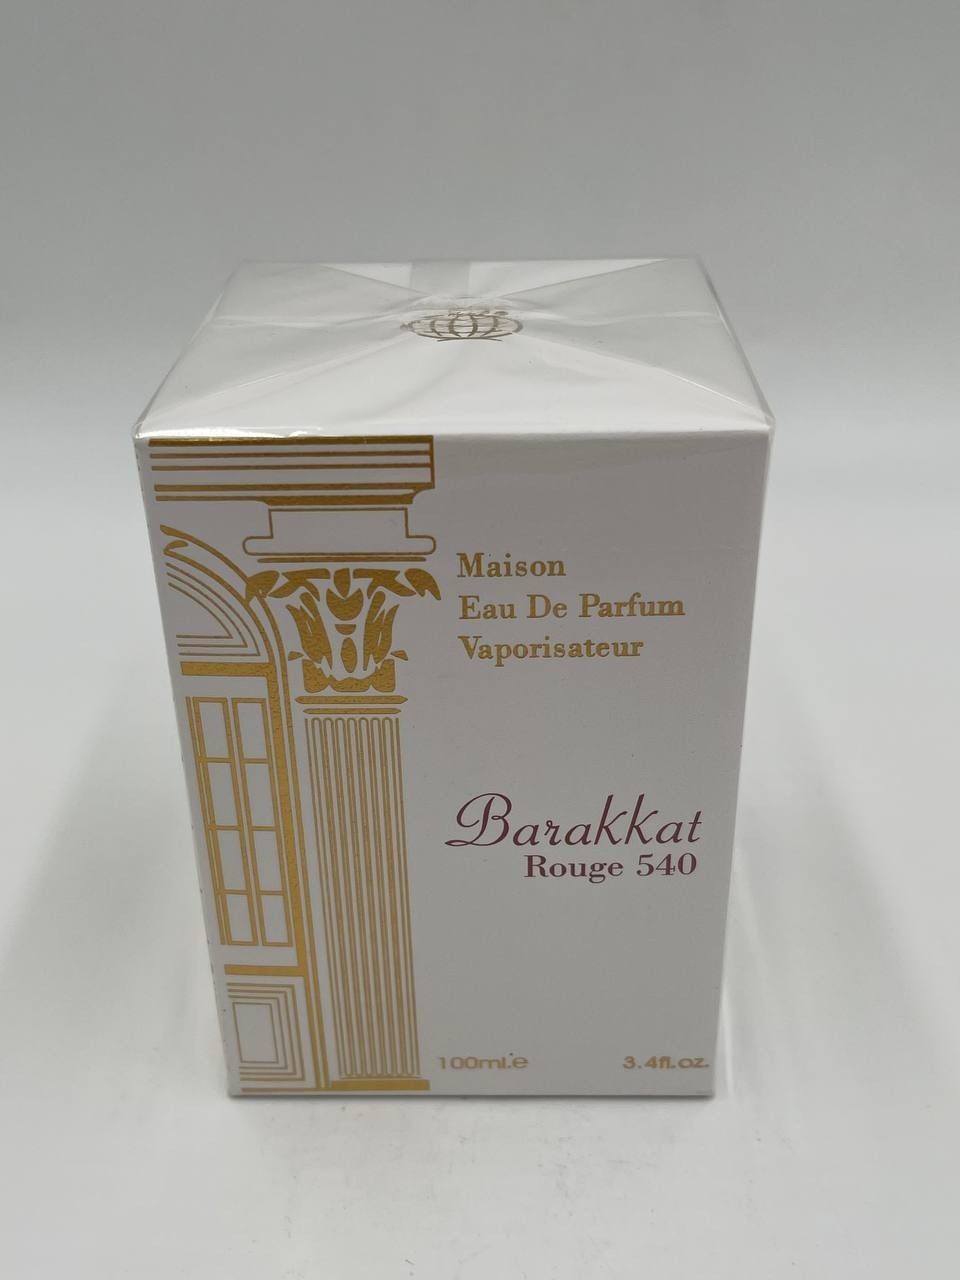 Maison
Eau De Parfum
Vaporisateur
Barakkat
Rouge 540
100ml.e
3.4fl.oz.